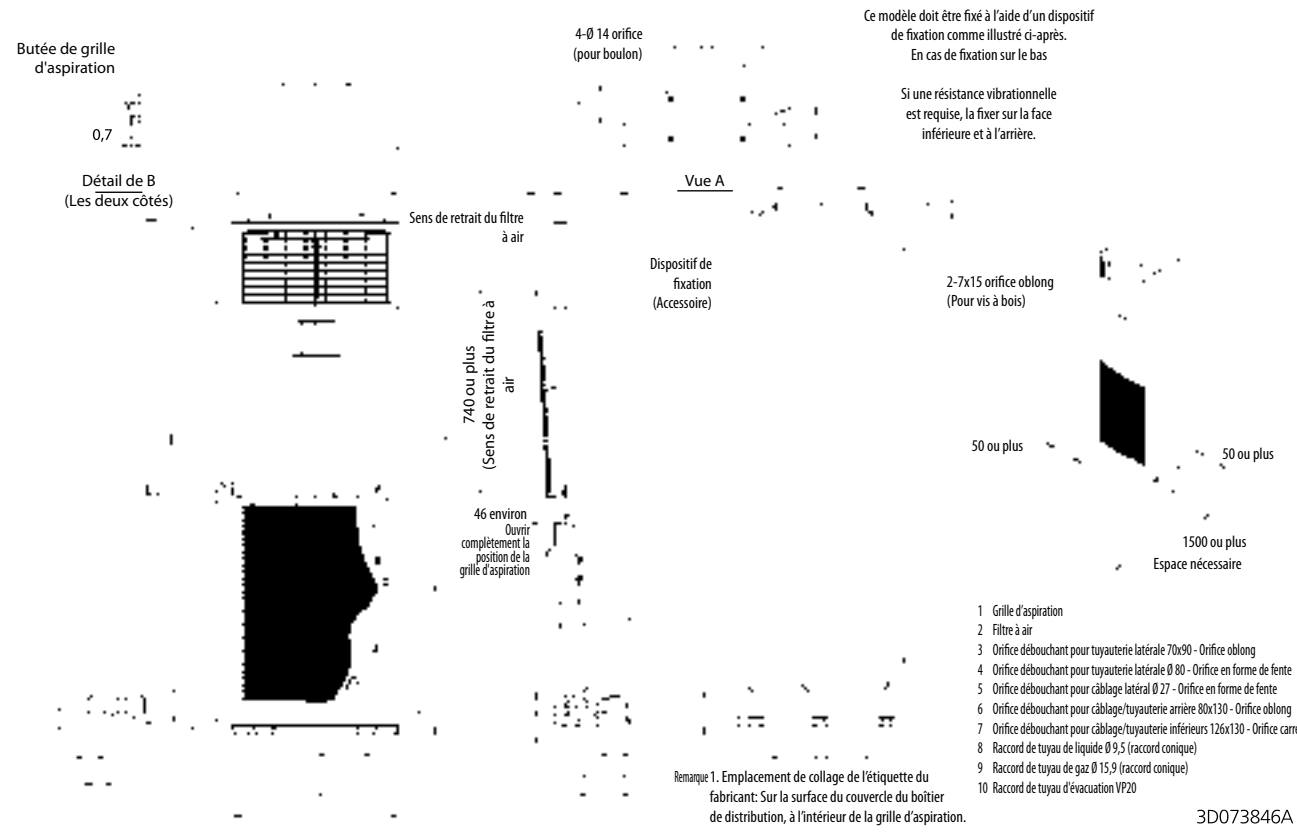 Butée de grille
d'aspiration
0,7
Détail de B
(Les deux côtés)
4-Ø 14 orifice
(pour boulon)
Ce modèle doit être fixé à l'aide d'un dispositif
de fixation comme illustré ci-après.
En cas de fixation sur le bas
Si une résistance vibrationnelle
est requise, la fixer sur la face
inférieure et à l'arrière.
Vue A
Sens de retrait du filtre
à air
Dispositif de
fixation
(Accessoire)
2-7x15 orifice oblong
(Pour vis à bois)
740 ou plus
(Sens de retrait du filtre à
air
46 environ
Ouvrir
complètement la
position de la
grille d'aspiration
50 ou plus
50 ou plus
1500 ou plus
Espace nécessaire
1 Grille d'aspiration
2 Filtre à air
3 Orifice débouchant pour tuyauterie latérale 70x90 - Orifice oblong
4 Orifice débouchant pour tuyauterie latérale Ø 80 - Orifice en forme de fente
5 Orifice débouchant pour câblage latéral Ø 27 - Orifice en forme de fente
6 Orifice débouchant pour câblage/tuyauterie arrière 80x130 - Orifice oblong
7 Orifice débouchant pour câblage/tuyauterie inférieurs 126x130 - Orifice carré
8 Raccord de tuyau de liquide Ø 9,5 (raccord conique)
9 Raccord de tuyau de gaz Ø 15,9 (raccord conique)
10 Raccord de tuyau d'évacuation VP20
Remarque 1. Emplacement de collage de l'étiquette du
fabricant: Sur la surface du couvercle du boîtier
de distribution, à l'intérieur de la grille d'aspiration.
3D073846A